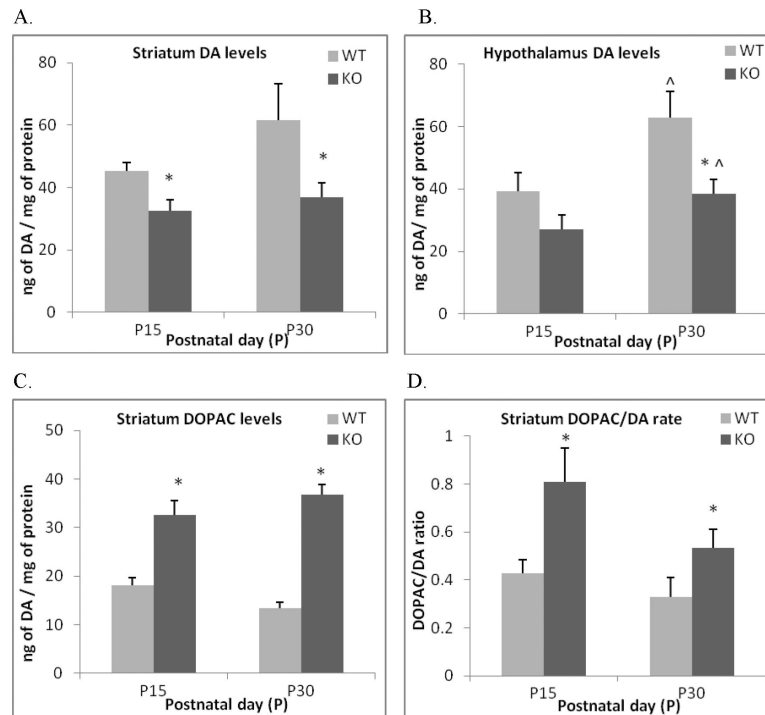 A.
Striatum DA levels
WT
KO
ng of DA / mg of protein
80
60
40
20
0
*
*
P15
P30
Postnatal day (P)
B.
Hypothalamus DA levels
WT
KO
ng of DA/ mg of protein
80
60
40
20
0
^
* ^
P15
P30
Postnatal day (P)
C.
Striatum DOPAC levels
WT
KO
ng of DA / mg of protein
50
40
30
20
10
0
*
*
P15
P30
Postnatal day (P)
D.
Striatum DOPAC/DA rate
WT
KO
DOPAC/DA ratio
1
0.8
0.6
0.4
0.2
0
*
*
P15
P30
Postnatal day (P)